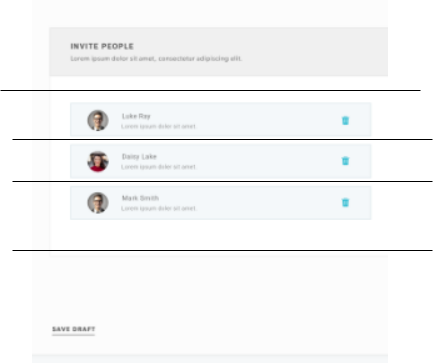 INVITE PEOPLE
Lorem ipsum dolor sit amet, consectetur adipiscing elit.
Luke Ray
Lorem ipsum dolor sit amet
Daisy Lake
Lorem ipsum dolor sit amet
Mark Smith
Lorem ipsum dolor sit amet
SAVE DRAFT